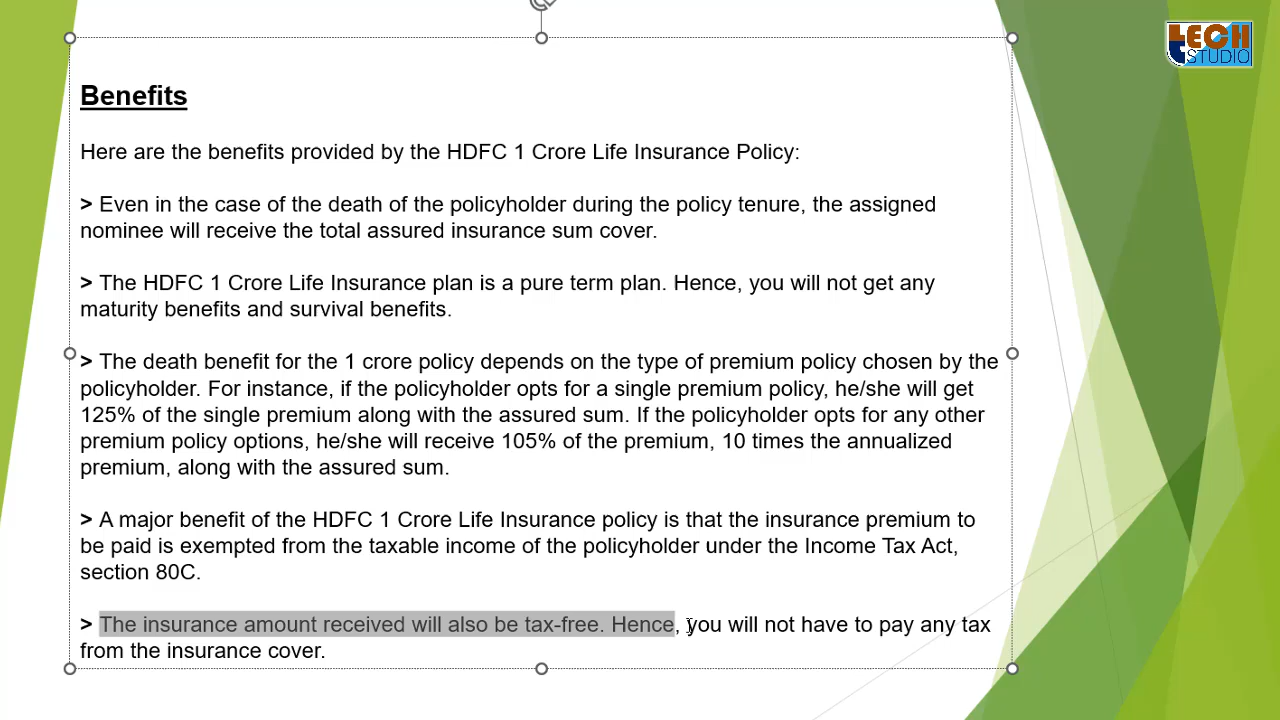 LECH
STUDIO
Benefits
Here are the benefits provided by the HDFC 1 Crore Life Insurance Policy:
> Even in the case of the death of the policyholder during the policy tenure, the assigned
nominee will receive the total assured insurance sum cover.
> The HDFC 1 Crore Life Insurance plan is a pure term plan. Hence, you will not get any
maturity benefits and survival benefits.
> The death benefit for the 1 crore policy depends on the type of premium policy chosen by the
policyholder. For instance, if the policyholder opts for a single premium policy, he/she will get
125% of the single premium along with the assured sum. If the policyholder opts for any other
premium policy options, he/she will receive 105% of the premium, 10 times the annualized
premium, along with the assured sum.
> A major benefit of the HDFC 1 Crore Life Insurance policy is that the insurance premium to
be paid is exempted from the taxable income of the policyholder under the Income Tax Act,
section 80C.
> The insurance amount received will also be tax-free. Hence, you will not have to pay any tax
from the insurance cover.